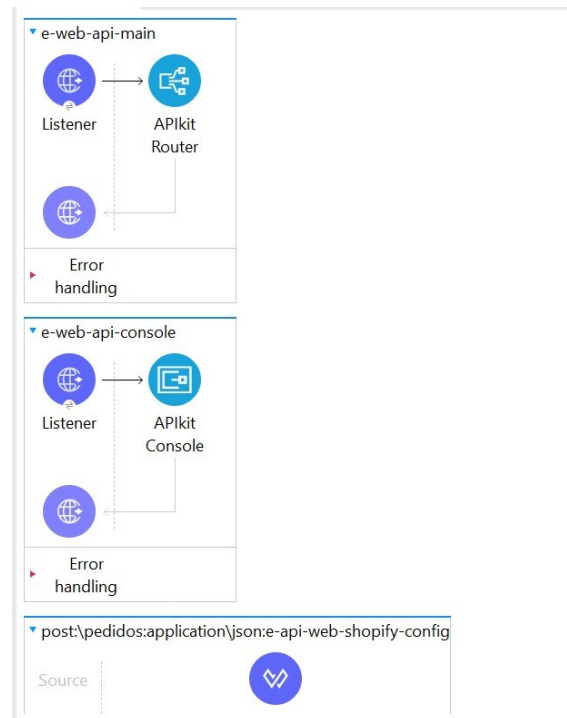 e-web-api-main
Listener
APIkit
Router
Error
handling
e-web-api-console
Listener
APIkit
Console
Error
handling
post:\pedidos:application\json:e-api-web-shopify-config
Source